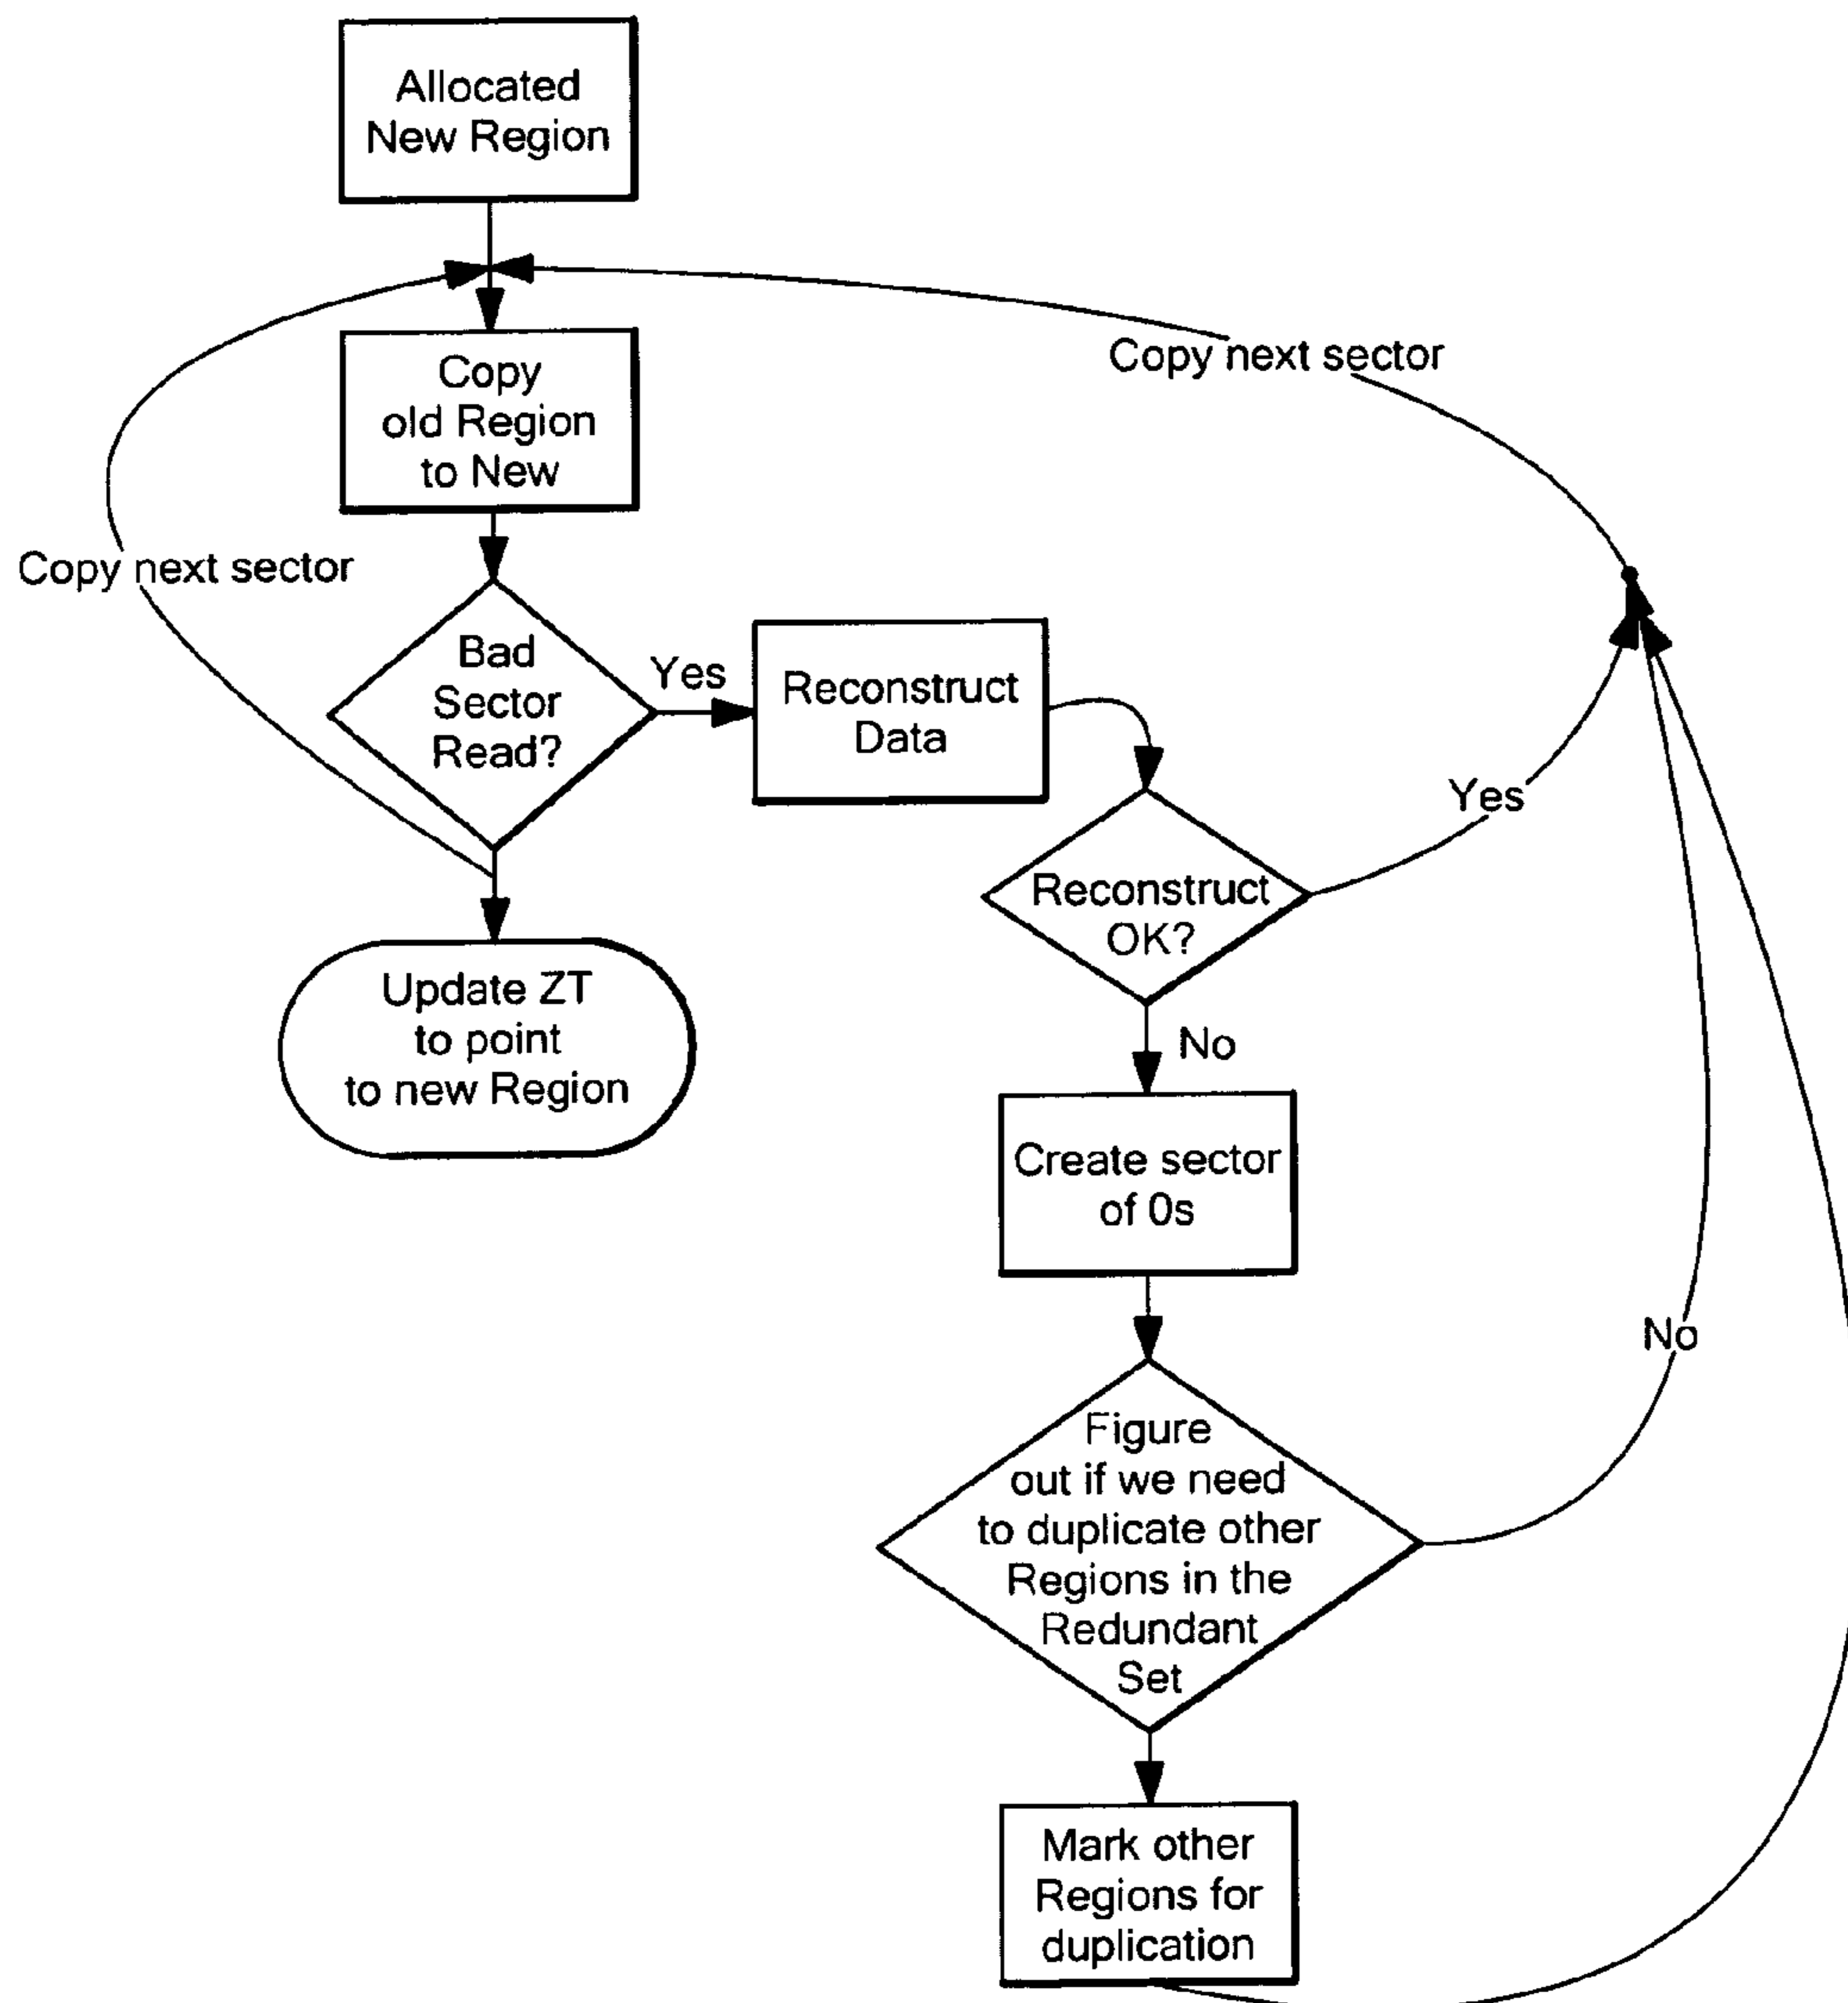 Allocated
New Region
Copy next sector
Copy
old Region
to New
Copy next sector
Bad
Sector
Read?
Yes
Reconstruct
Data
Yes
Reconstruct
OK?
Update ZT
to point
to new Region
No
Create sector
of 0s
No
Figure
out if we need
to duplicate other
Regions in the
Redundant
Set
Mark other
Regions for
duplication